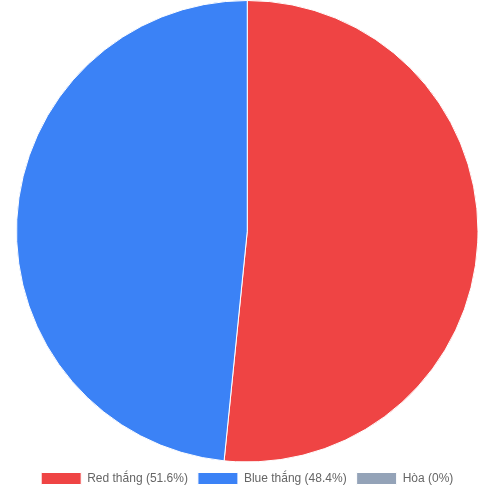 Red thắng (51.6%) Blue thắng (48.4%) Hòa (0%)